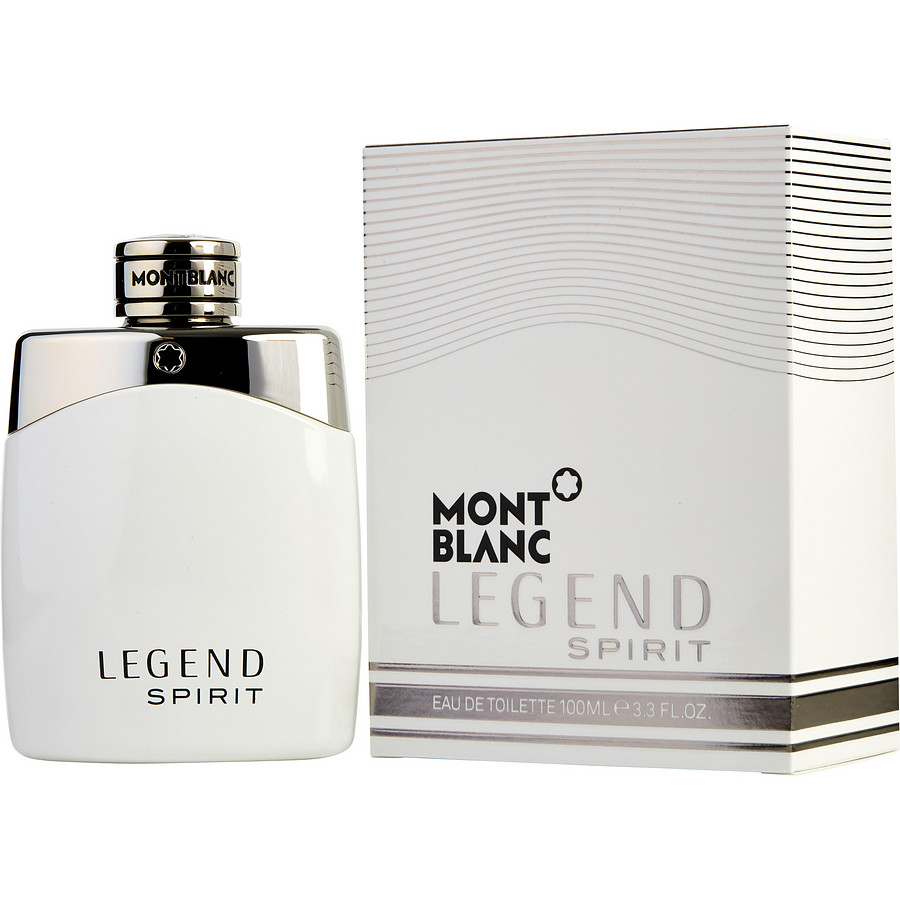 MONTBLANC
LEGEND
SPIRIT
MONT
BLANC
LEGEND
SPIRIT
EAU DE TOILETTE 100ML ℮ 3.3 FL.OZ.